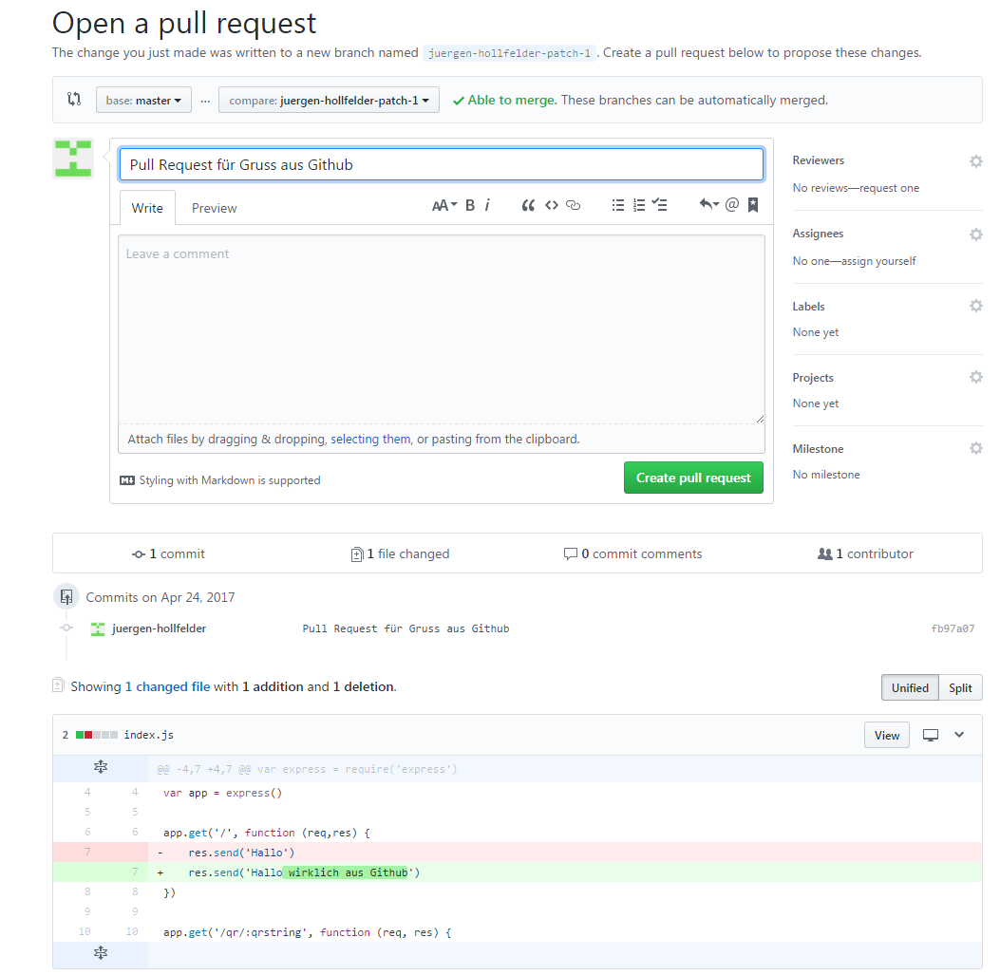 Open a pull request
The change you just made was written to a new branch named juergen-hollfelder-patch-1 . Create a pull request below to propose these changes.
base: master ... compare: juergen-hollfelder-patch-1 Able to merge. These branches can be automatically merged.
Pull Request für Gruss aus Github
Write Preview AA B i
Leave a comment
Attach files by dragging & dropping, selecting them, or pasting from the clipboard.
Styling with Markdown is supported Create pull request
Reviewers
No reviews—request one
Assignees
No one—assign yourself
Labels
None yet
Projects
None yet
Milestone
No milestone
1 commit 1 file changed 0 commit comments 1 contributor
Commits on Apr 24, 2017
juergen-hollfelder Pull Request für Gruss aus Github fb97a07
Showing 1 changed file with 1 addition and 1 deletion. Unified Split
2 index.js View
@@ -4,7 +4,7 @@ var express = require('express')
4 4 var app = express()
5 5
6 6 app.get('/', function (req,res) {
7 - res.send('Hallo')
7 + res.send('Hallo wirklich aus Github')
8 8 })
9 9
10 10 app.get('/qr/:qrstring', function (req, res) {